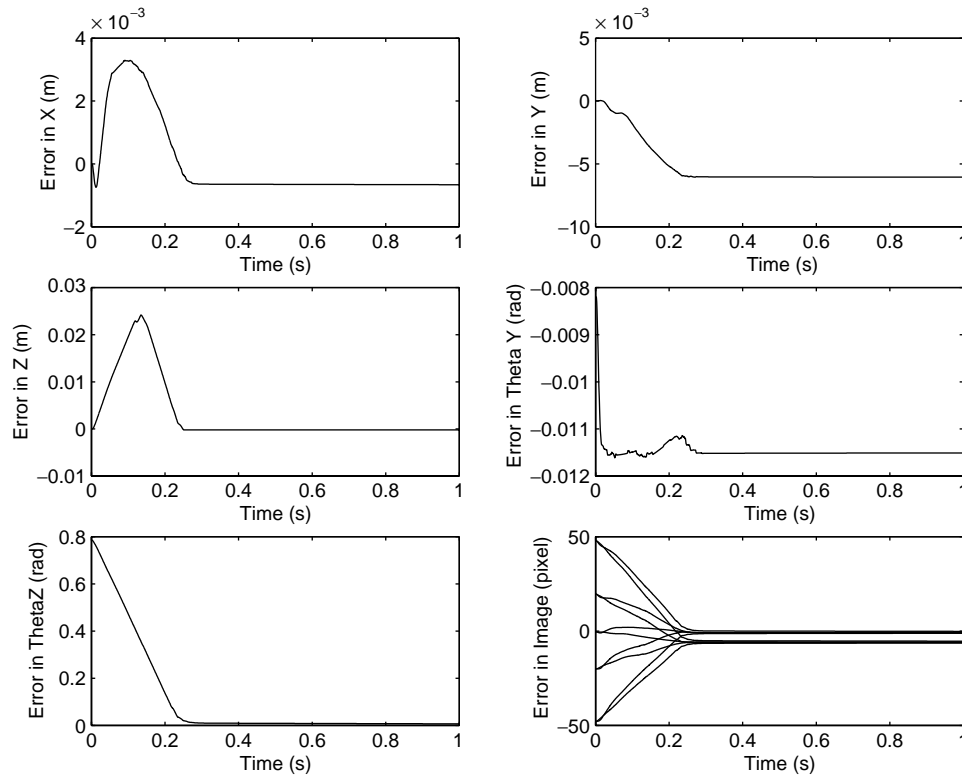 × 10−3
4
2
0
−2
Error in X (m)
0 0.2 0.4 0.6 0.8 1
Time (s)
× 10−3
5
0
−5
−10
Error in Y (m)
0 0.2 0.4 0.6 0.8 1
Time (s)
0.03
0.02
0.01
0
−0.01
Error in Z (m)
0 0.2 0.4 0.6 0.8 1
Time (s)
−0.008
−0.009
−0.01
−0.011
−0.012
Error in Theta Y (rad)
0 0.2 0.4 0.6 0.8 1
Time (s)
0.8
0.6
0.4
0.2
0
Error in ThetaZ (rad)
0 0.2 0.4 0.6 0.8 1
Time (s)
50
0
−50
Error in Image (pixel)
0 0.2 0.4 0.6 0.8 1
Time (s)